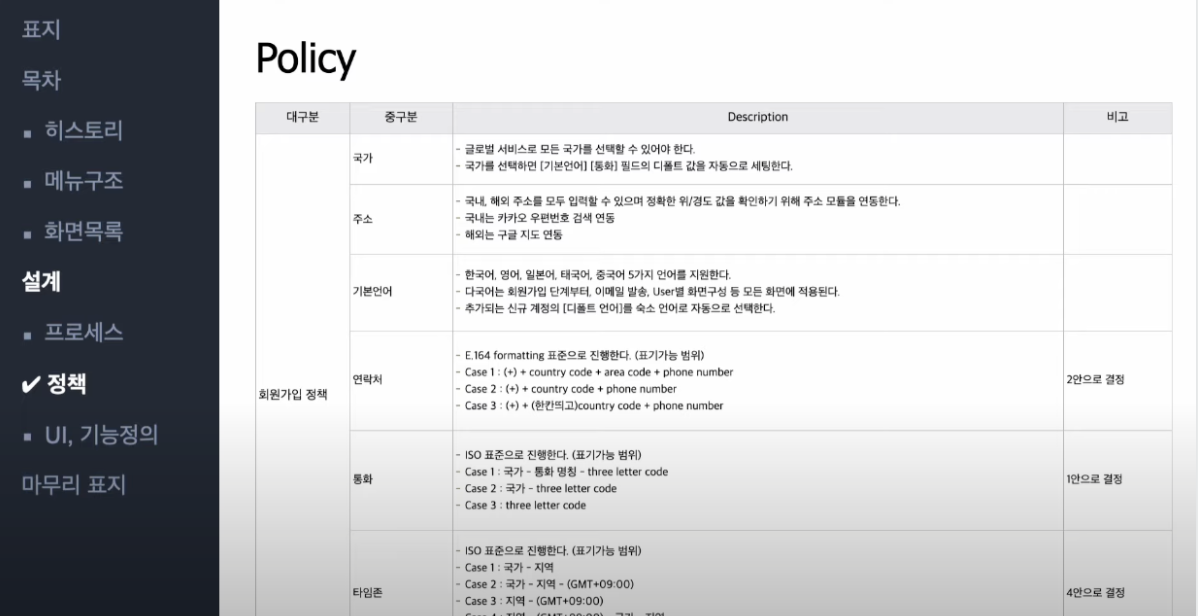 표지
목차
▪ 히스토리
▪ 메뉴구조
▪ 화면목록
설계
▪ 프로세스
✔ 정책
▪ UI, 기능정의
마무리 표지
Policy
대구분 중구분 Description 비고
회원가입 정책
국가
- 글로벌 서비스로 모든 국가를 선택할 수 있어야 한다.
- 국가를 선택하면 [기본언어] [통화] 필드의 디폴트 값을 자동으로 세팅한다.
주소
- 국내, 해외 주소를 모두 입력할 수 있으며 정확한 위/경도 값을 확인하기 위해 주소 모듈을 연동한다.
- 국내는 카카오 우편번호 검색 연동
- 해외는 구글 지도 연동
기본언어
- 한국어, 영어, 일본어, 태국어, 중국어 5가지 언어를 지원한다.
- 다국어는 회원가입 단계부터, 이메일 발송, User별 화면구성 등 모든 화면에 적용된다.
- 추가되는 신규 계정의 [디폴트 언어]를 숙소 언어로 자동으로 선택한다.
연락처
- E.164 formatting 표준으로 진행한다. (표기가능 범위)
- Case 1 : (+) + country code + area code + phone number
- Case 2 : (+) + country code + phone number
- Case 3 : (+) + (한칸띄고)country code + phone number
2안으로 결정
통화
- ISO 표준으로 진행한다. (표기가능 범위)
- Case 1 : 국가 - 통화 명칭 - three letter code
- Case 2 : 국가 - three letter code
- Case 3 : three letter code
1안으로 결정
타임존
- ISO 표준으로 진행한다. (표기가능 범위)
- Case 1 : 국가 - 지역
- Case 2 : 국가 - 지역 - (GMT+09:00)
- Case 3 : 지역 - (GMT+09:00)
4안으로 결정